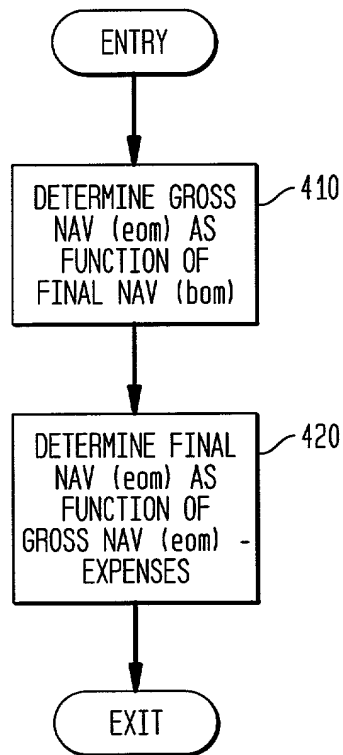 ENTRY
DETERMINE GROSS
NAV (eom) AS
FUNCTION OF
FINAL NAV (bom)
410
DETERMINE FINAL
NAV (eom) AS
FUNCTION OF
GROSS NAV (eom) -
EXPENSES
420
EXIT